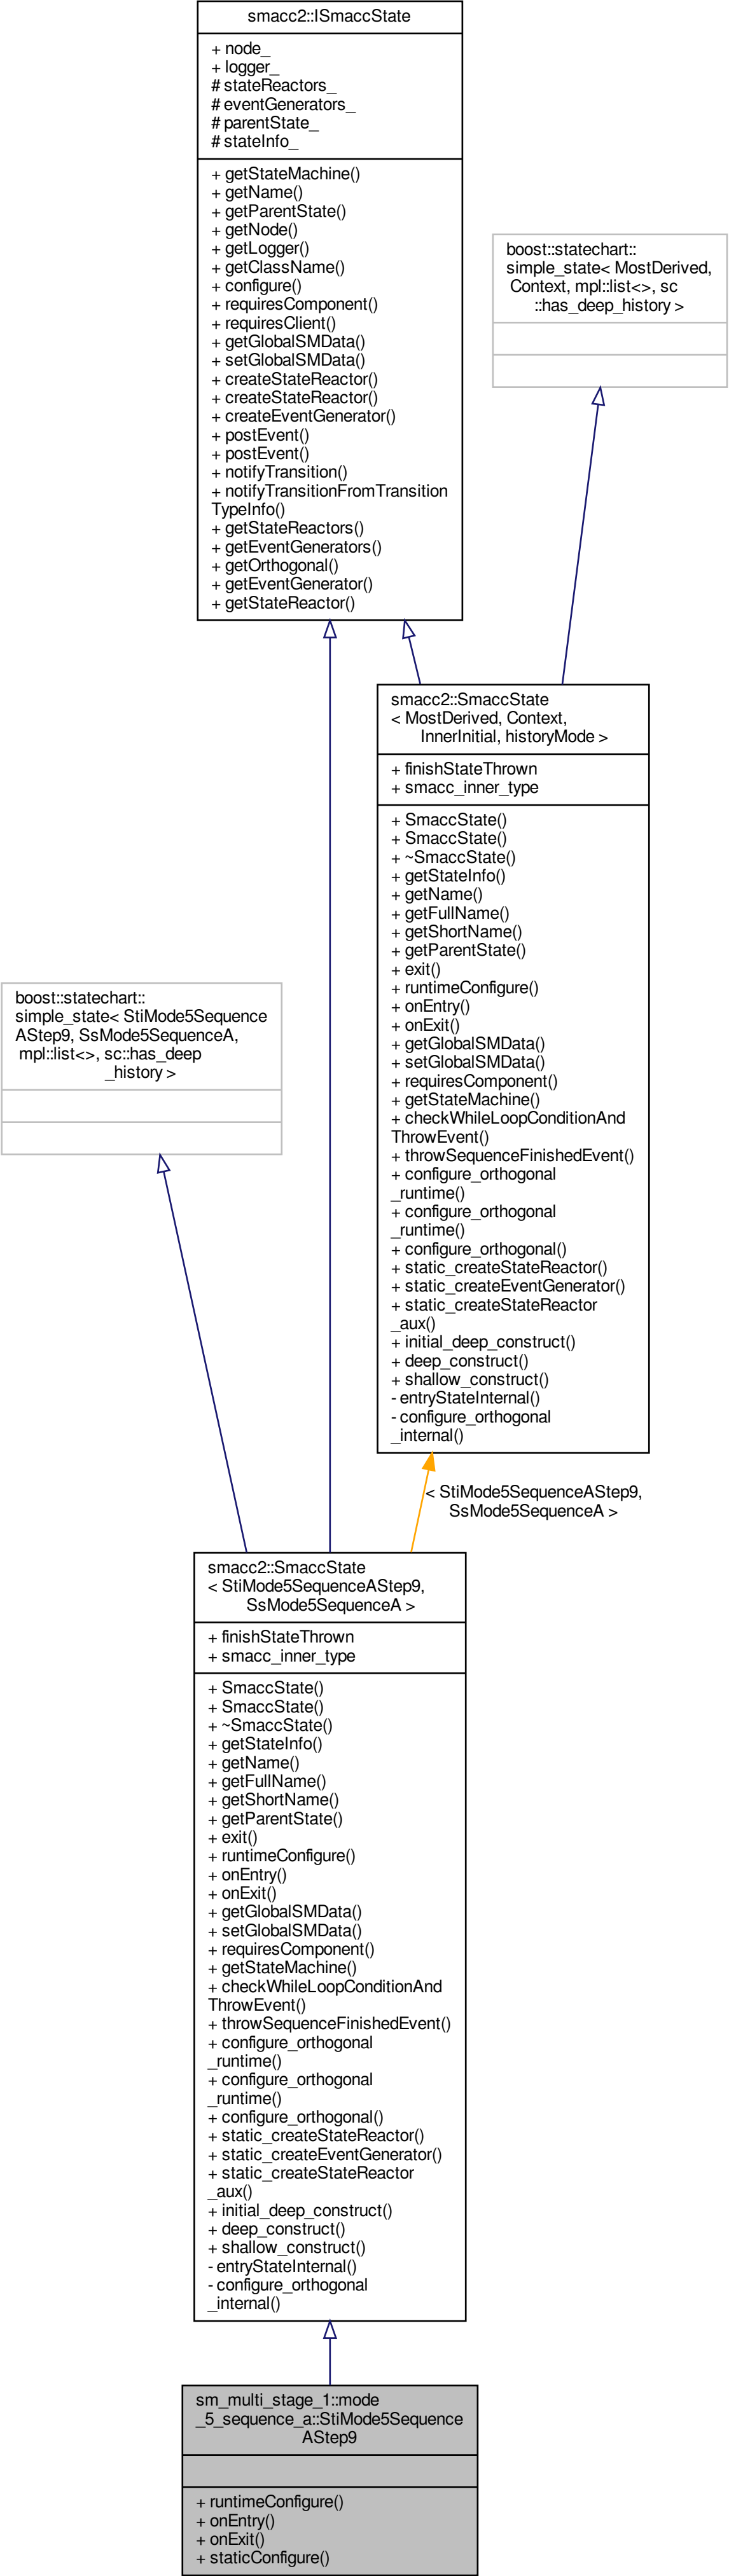 smacc2::ISmaccState
+ node_
+ logger_
# stateReactors_
# eventGenerators_
# parentState_
# stateInfo_
+ getStateMachine()
+ getName()
+ getParentState()
+ getNode()
+ getLogger()
+ getClassName()
+ configure()
+ requiresComponent()
+ requiresClient()
+ getGlobalSMData()
+ setGlobalSMData()
+ createStateReactor()
+ createStateReactor()
+ createEventGenerator()
+ postEvent()
+ postEvent()
+ notifyTransition()
+ notifyTransitionFromTransition
TypeInfo()
+ getStateReactors()
+ getEventGenerators()
+ getOrthogonal()
+ getEventGenerator()
+ getStateReactor()
boost::statechart::
simple_state< MostDerived,
Context, mpl::list<>, sc
::has_deep_history >
smacc2::SmaccState
< MostDerived, Context,
InnerInitial, historyMode >
+ finishStateThrown
+ smacc_inner_type
+ SmaccState()
+ SmaccState()
+ ~SmaccState()
+ getStateInfo()
+ getName()
+ getFullName()
+ getShortName()
+ getParentState()
+ exit()
+ runtimeConfigure()
+ onEntry()
+ onExit()
+ getGlobalSMData()
+ setGlobalSMData()
+ requiresComponent()
+ getStateMachine()
+ checkWhileLoopConditionAnd
ThrowEvent()
+ throwSequenceFinishedEvent()
+ configure_orthogonal
_runtime()
+ configure_orthogonal
_runtime()
+ configure_orthogonal()
+ static_createStateReactor()
+ static_createEventGenerator()
+ static_createStateReactor
_aux()
+ initial_deep_construct()
+ deep_construct()
+ shallow_construct()
- entryStateInternal()
- configure_orthogonal
_internal()
boost::statechart::
simple_state< StiMode5Sequence
AStep9, SsMode5SequenceA,
mpl::list<>, sc::has_deep
_history >
< StiMode5SequenceAStep9,
SsMode5SequenceA >
smacc2::SmaccState
< StiMode5SequenceAStep9,
SsMode5SequenceA >
+ finishStateThrown
+ smacc_inner_type
+ SmaccState()
+ SmaccState()
+ ~SmaccState()
+ getStateInfo()
+ getName()
+ getFullName()
+ getShortName()
+ getParentState()
+ exit()
+ runtimeConfigure()
+ onEntry()
+ onExit()
+ getGlobalSMData()
+ setGlobalSMData()
+ requiresComponent()
+ getStateMachine()
+ checkWhileLoopConditionAnd
ThrowEvent()
+ throwSequenceFinishedEvent()
+ configure_orthogonal
_runtime()
+ configure_orthogonal
_runtime()
+ configure_orthogonal()
+ static_createStateReactor()
+ static_createEventGenerator()
+ static_createStateReactor
_aux()
+ initial_deep_construct()
+ deep_construct()
+ shallow_construct()
- entryStateInternal()
- configure_orthogonal
_internal()
sm_multi_stage_1::mode
_5_sequence_a::StiMode5Sequence
AStep9
+ runtimeConfigure()
+ onEntry()
+ onExit()
+ staticConfigure()